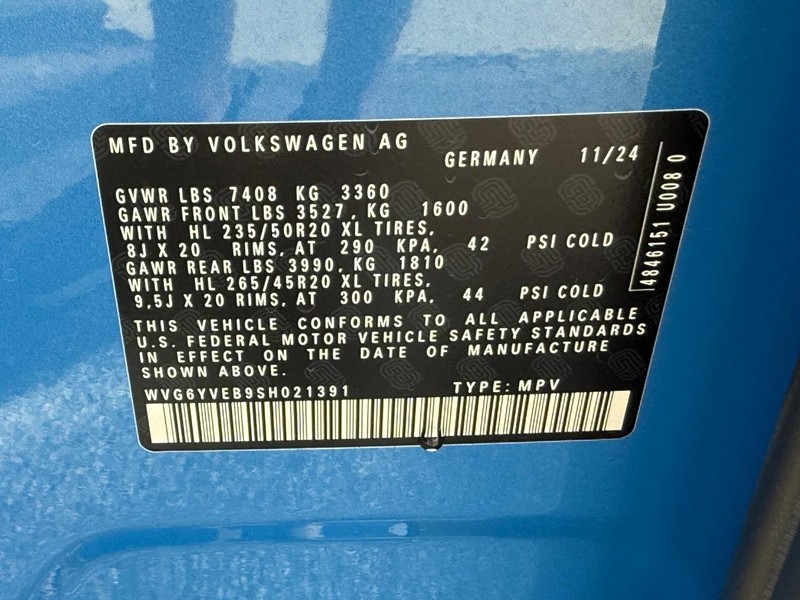 MFD BY VOLKSWAGEN AG
GERMANY 11/24
GVWR LBS 7408 KG 3360
GAWR FRONT LBS 3527, KG 1600
WITH HL 235/50R20 XL TIRES,
8J X 20 RIMS, AT 290 KPA, 42 PSI COLD
GAWR REAR LBS 3990, KG 1810
WITH HL 265/45R20 XL TIRES,
9,5J X 20 RIMS, AT 300 KPA, 44 PSI COLD
THIS VEHICLE CONFORMS TO ALL APPLICABLE
U.S. FEDERAL MOTOR VEHICLE SAFETY STANDARDS
IN EFFECT ON THE DATE OF MANUFACTURE
SHOWN ABOVE.
WVG6YVEB9SH021391 TYPE: MPV
4846151 U008 0